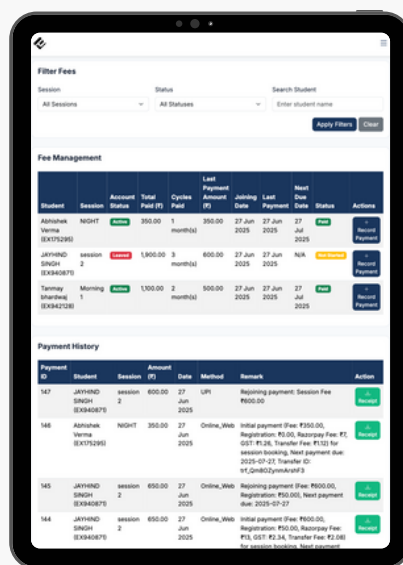 Filter Fees
Session
Status
Search Student
All Sessions
All Statuses
Enter student name
Apply Filters
Clear
Fee Management
Student
Session
Account Status
Total Paid (₹)
Cycles Paid
Last Payment Amount (₹)
Joining Date
Last Payment
Next Due Date
Status
Actions
Abhishek Verma (EX175295)
NIGHT
Active
350.00
1 month(s)
350.00
27 Jun 2025
27 Jun 2025
27 Jul 2025
Paid
+ Record Payment
JAYHIND SINGH (EX940871)
session 2
Leaved
1,900.00
3 month(s)
600.00
27 Jun 2025
27 Jun 2025
N/A
Not Started
+ Record Payment
Tanmay bhardwaj (EX942128)
Morning 1
Active
1,100.00
2 month(s)
500.00
27 Jun 2025
27 Jun 2025
27 Jul 2025
Paid
+ Record Payment
Payment History
Payment ID
Student
Session
Amount (₹)
Date
Method
Remark
Action
147
JAYHIND SINGH (EX940871)
session 2
600.00
27 Jun 2025
UPI
Rejoining payment: Session Fee ₹600.00
Receipt
146
Abhishek Verma (EX175295)
NIGHT
350.00
27 Jun 2025
Online_Web
Initial payment (Fee: ₹350.00, Registration: ₹0.00, Razorpay Fee: ₹7, GST: ₹1.26, Transfer Fee: ₹1.12) for session booking, Next payment due: 2025-07-27, Transfer ID:
Receipt
145
JAYHIND SINGH (EX940871)
session 2
650.00
27 Jun 2025
Online_Web
Rejoining payment (Fee: ₹600.00, Registration: ₹50.00), Next payment due: 2025-07-27
Receipt
144
JAYHIND SINGH (EX940871)
session 2
650.00
27 Jun 2025
Online_Web
Initial payment (Fee: ₹600.00, Registration: ₹50.00, Razorpay Fee: ₹13, GST: ₹2.34, Transfer Fee: ₹2.08) for session booking, Next payment
Receipt